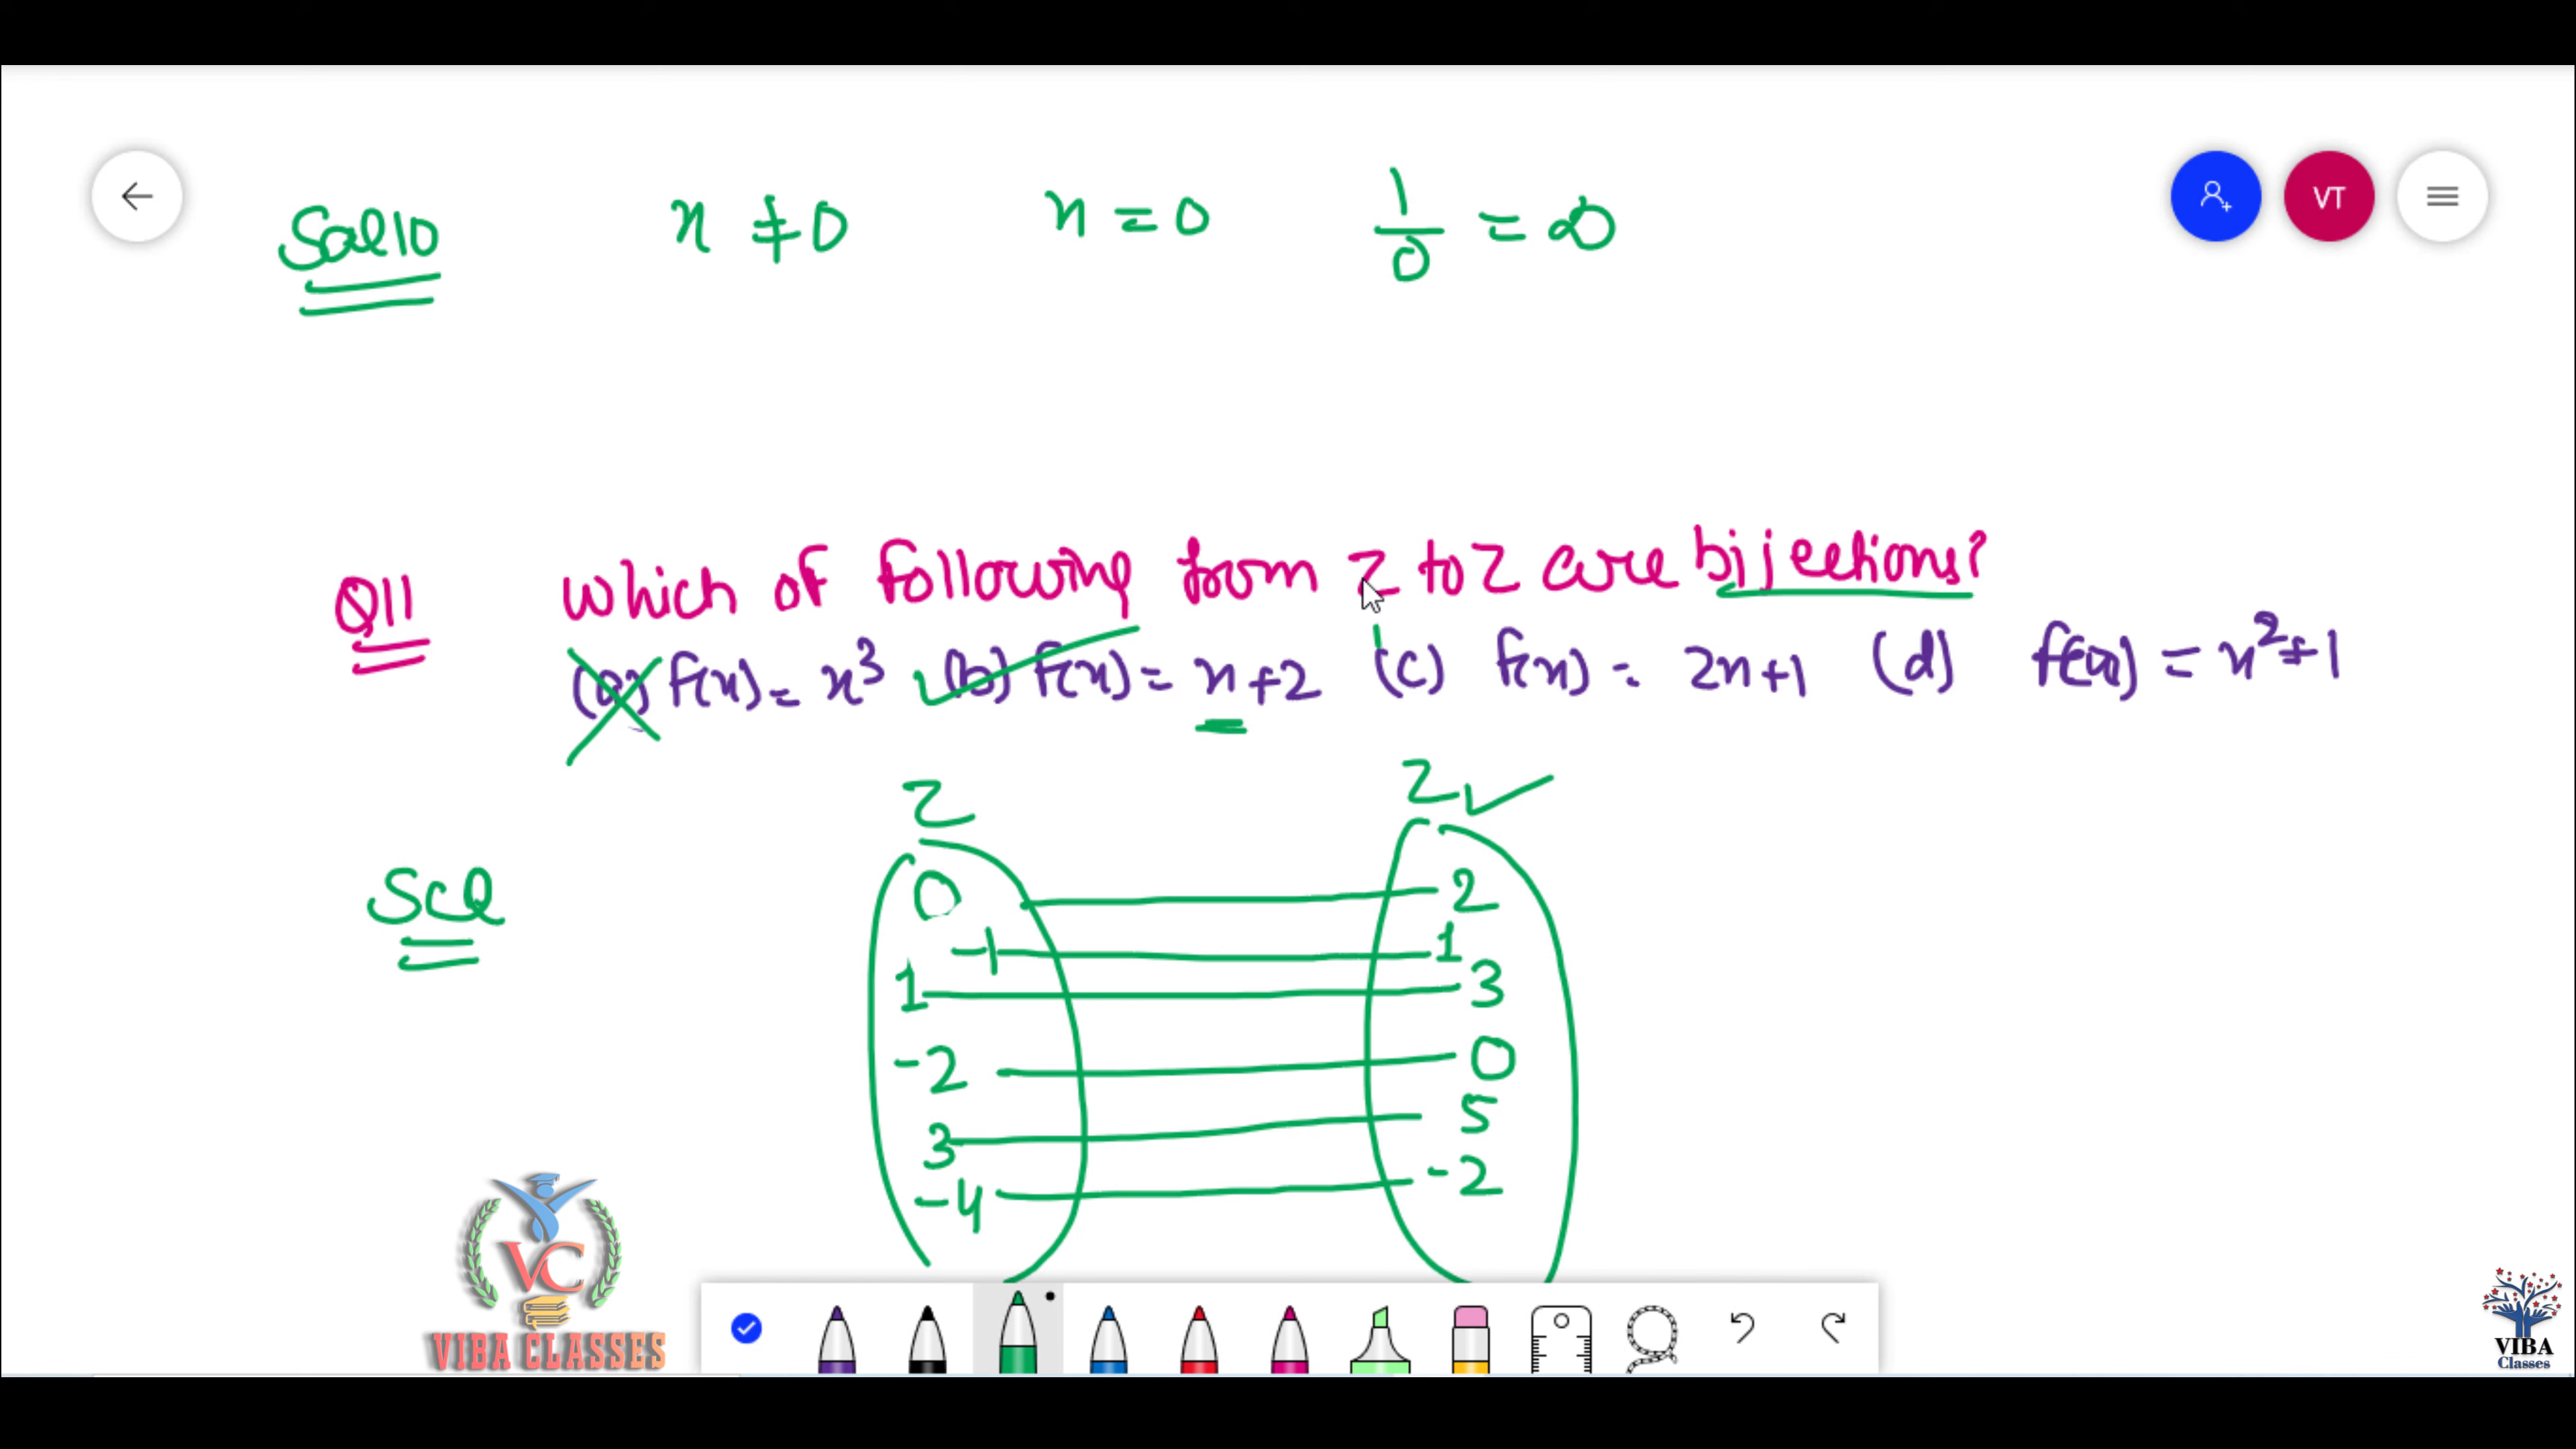 Sol10 x ≠ 0 x = 0 1/0 = ∞
VT
Q11 Which of following from Z to Z are bijections?
(a) f(x) = x³ (b) f(x) = x+2 (c) f(x) = 2x+1 (d) f(x) = x²+1
Z Z
Sol
0 2
-1 1
1 3
-2 0
3 5
-4 -2
VC
VIBA CLASSES
VIBA
Classes